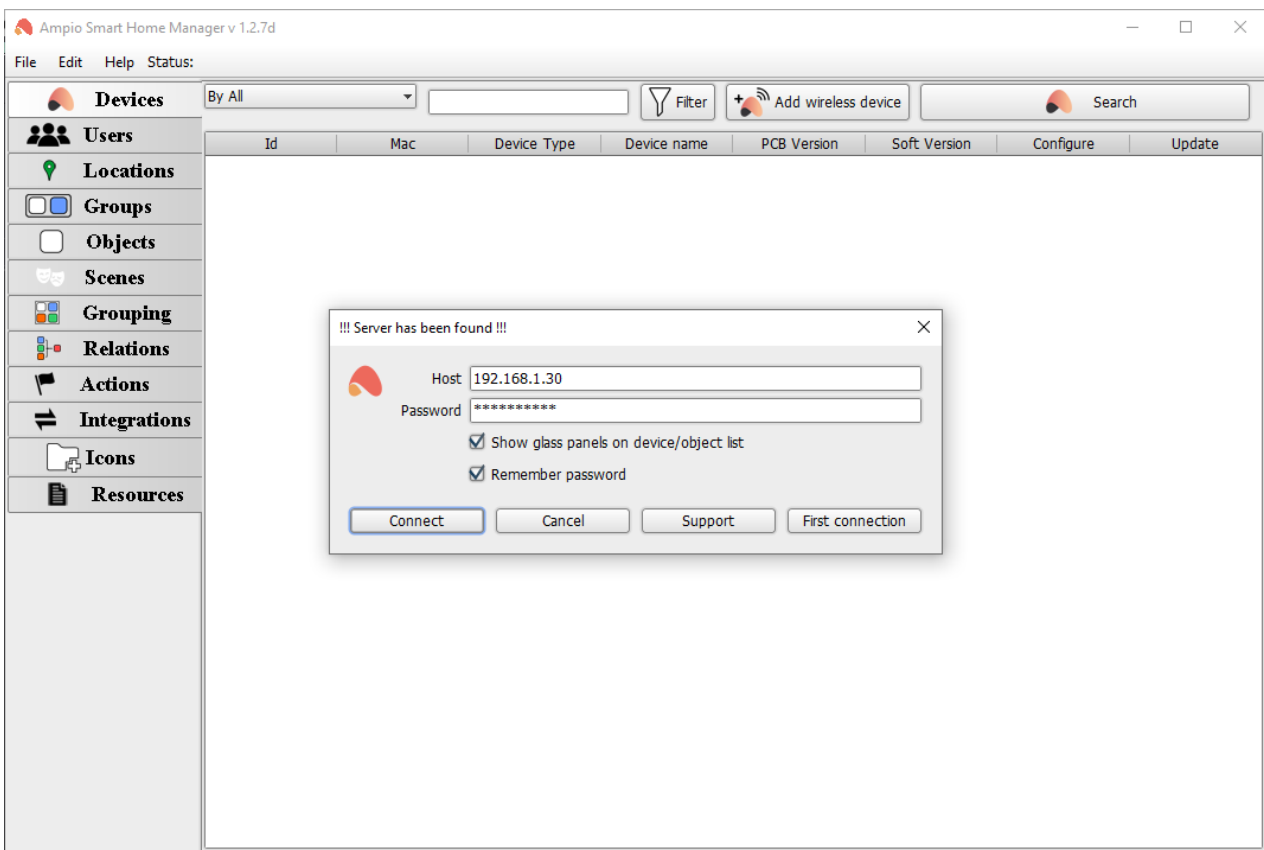 Ampio Smart Home Manager v 1.2.7d
File Edit Help Status:
Devices
Users
Locations
Groups
Objects
Scenes
Grouping
Relations
Actions
Integrations
Icons
Resources
By All Filter Add wireless device Search
Id Mac Device Type Device name PCB Version Soft Version Configure Update
!!! Server has been found !!!
Host 192.168.1.30
Password **********
Show glass panels on device/object list
Remember password
Connect Cancel Support First connection